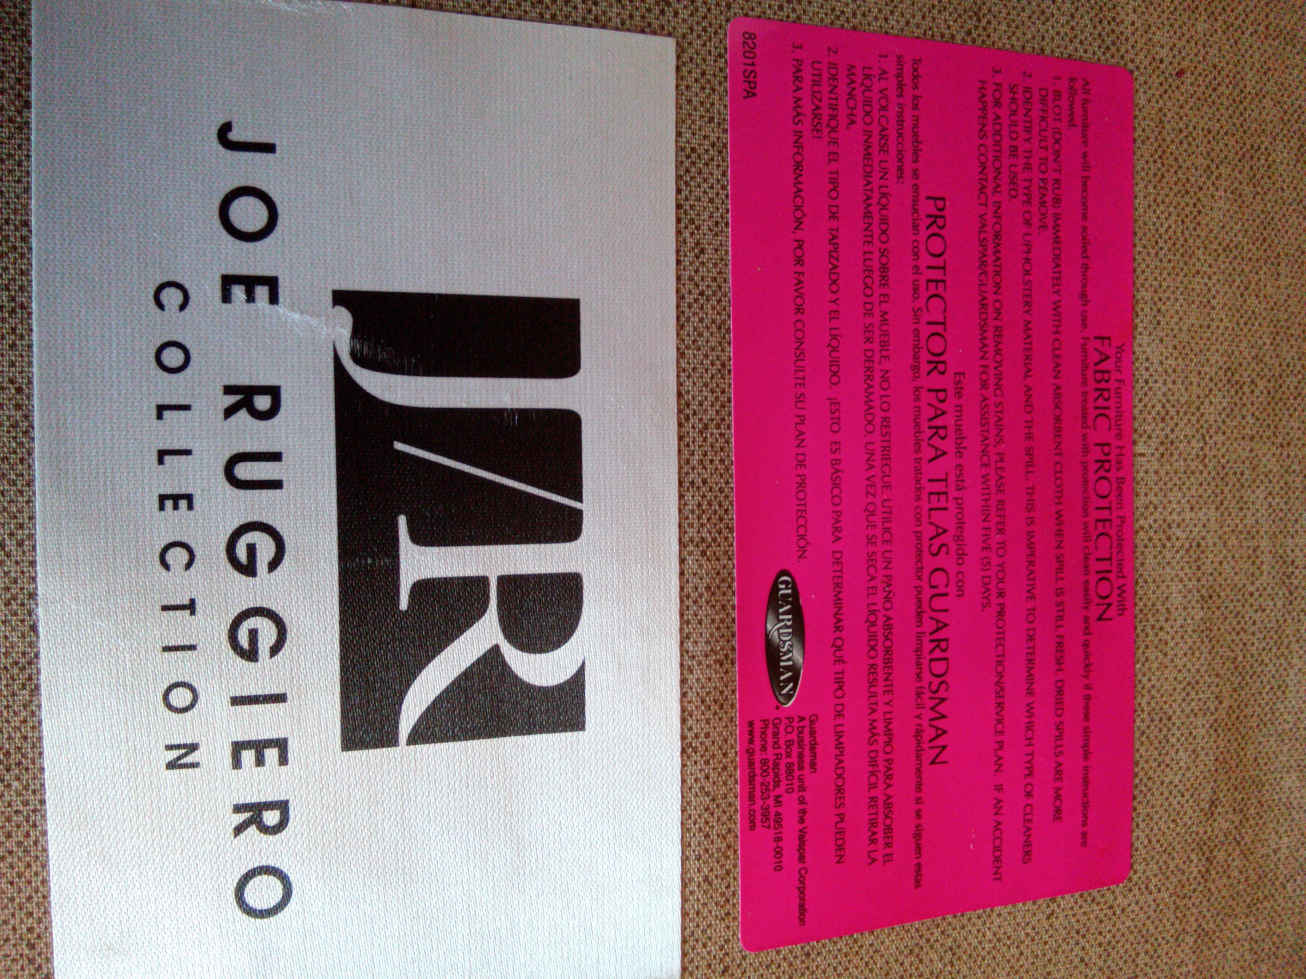 J/R
JOE RUGGIERO
COLLECTION
Your Furniture Has Been Protected With
FABRIC PROTECTION
All furniture will become soiled through use. Furniture treated with protection will clean easily and quickly if these simple instructions are
followed.
1. BLOT (DON'T RUB) IMMEDIATELY WITH CLEAN ABSORBENT CLOTH WHEN SPILL IS STILL FRESH. DRIED SPILLS ARE MORE
DIFFICULT TO REMOVE.
2. IDENTIFY THE TYPE OF UPHOLSTERY MATERIAL AND THE SPILL. THIS IS IMPERATIVE TO DETERMINE WHICH TYPE OF CLEANERS
SHOULD BE USED.
3. FOR ADDITIONAL INFORMATION ON REMOVING STAINS, PLEASE REFER TO YOUR PROTECTION/SERVICE PLAN. IF AN ACCIDENT
HAPPENS CONTACT VALSPAR/GUARDSMAN FOR ASSISTANCE WITHIN FIVE (5) DAYS.
Este mueble está protegido con
PROTECTOR PARA TELAS GUARDSMAN
Todos los muebles se ensucian con el uso. Sin embargo, los muebles tratados con protector pueden limpiarse fácil y rápidamente si se siguen estas
simples instrucciones:
1. AL VOLCARSE UN LÍQUIDO SOBRE EL MUEBLE, NO LO RESTRIEGUE. UTILICE UN PAÑO ABSORBENTE Y LIMPIO PARA ABSORBER EL
LÍQUIDO INMEDIATAMENTE LUEGO DE SER DERRAMADO. UNA VEZ QUE SE SECA EL LÍQUIDO RESULTA MÁS DIFÍCIL RETIRAR LA
MANCHA.
2. IDENTIFIQUE EL TIPO DE TAPIZADO Y EL LÍQUIDO. ¡ESTO ES BÁSICO PARA DETERMINAR QUÉ TIPO DE LIMPIADORES PUEDEN
UTILIZARSE!
3. PARA MÁS INFORMACIÓN, POR FAVOR CONSULTE SU PLAN DE PROTECCIÓN.
GUARDSMAN
Guardsman
A business unit of the Valspar Corporation
P.O. Box 88010
Grand Rapids, MI 49518-0010
Phone: 800-253-3957
www.guardsman.com
8201SPA